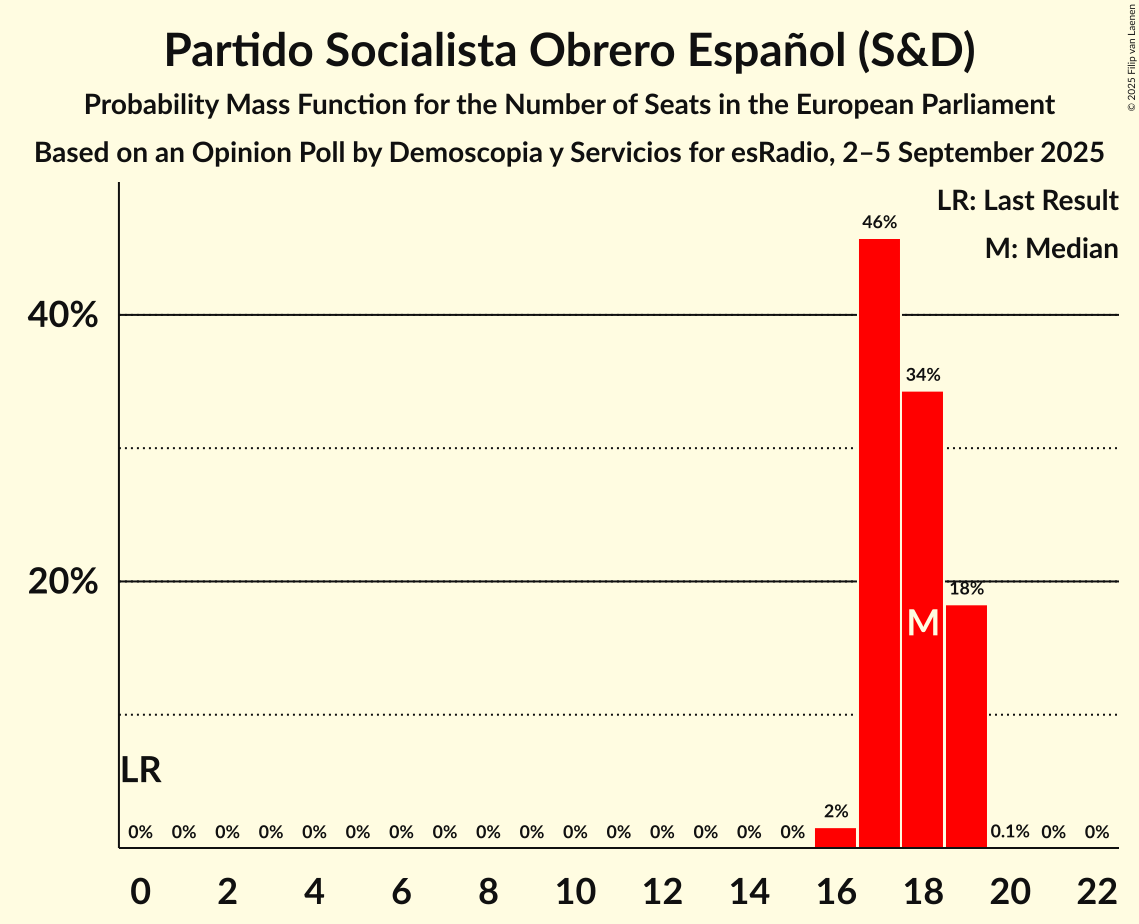 Partido Socialista Obrero Español (S&D)
Probability Mass Function for the Number of Seats in the European Parliament
Based on an Opinion Poll by Demoscopia y Servicios for esRadio, 2–5 September 2025
© 2025 Filip van Laenen
LR: Last Result
M: Median
46%
40%
34%
20%
18%
M
LR
2%
0% 0% 0% 0% 0% 0% 0% 0% 0% 0% 0% 0% 0% 0% 0% 0% 0.1% 0% 0%
0 2 4 6 8 10 12 14 16 18 20 22